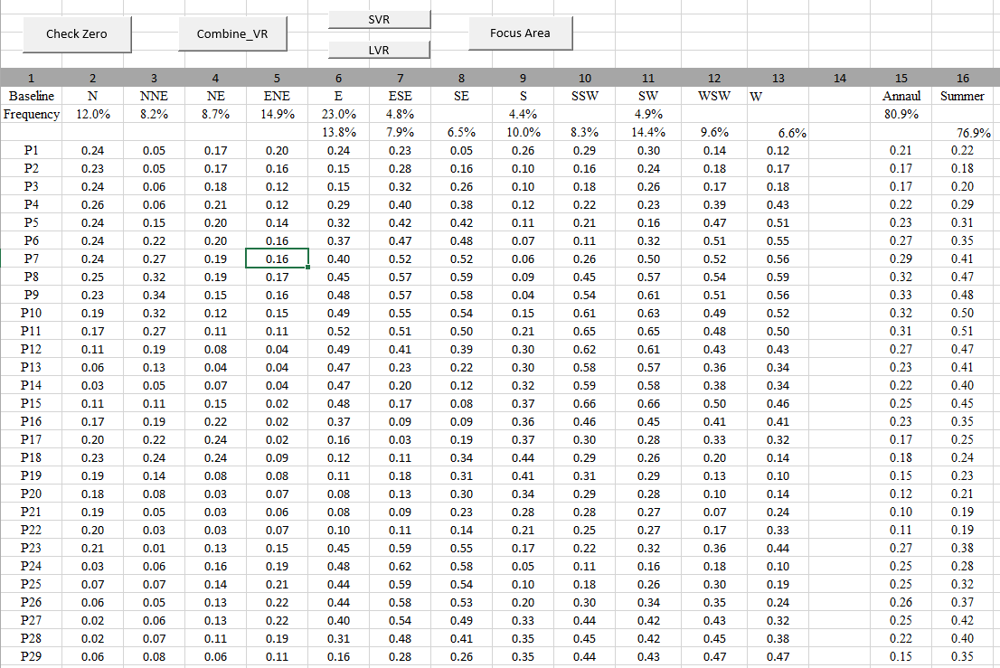 SVR
Check Zero Combine_VR Focus Area
LVR
1 2 3 4 5 6 7 8 9 10 11 12 13 14 15 16
Baseline N NNE NE ENE E ESE SE S SSW SW WSW W Annaul Summer
Frequency 12.0% 8.2% 8.7% 14.9% 23.0% 4.8% 4.4% 4.9% 80.9%
13.8% 7.9% 6.5% 10.0% 8.3% 14.4% 9.6% 6.6% 76.9%
P1 0.24 0.05 0.17 0.20 0.24 0.23 0.05 0.26 0.29 0.30 0.14 0.12 0.21 0.22
P2 0.23 0.05 0.17 0.16 0.15 0.28 0.16 0.10 0.16 0.24 0.18 0.17 0.17 0.18
P3 0.24 0.06 0.18 0.12 0.15 0.32 0.26 0.10 0.18 0.26 0.17 0.18 0.17 0.20
P4 0.26 0.06 0.21 0.12 0.29 0.40 0.38 0.12 0.22 0.23 0.39 0.43 0.22 0.29
P5 0.24 0.15 0.20 0.14 0.32 0.42 0.42 0.11 0.21 0.16 0.47 0.51 0.23 0.31
P6 0.24 0.22 0.20 0.16 0.37 0.47 0.48 0.07 0.11 0.32 0.51 0.55 0.27 0.35
P7 0.24 0.27 0.19 0.16 0.40 0.52 0.52 0.06 0.26 0.50 0.52 0.56 0.29 0.41
P8 0.25 0.32 0.19 0.17 0.45 0.57 0.59 0.09 0.45 0.57 0.54 0.59 0.32 0.47
P9 0.23 0.34 0.15 0.16 0.48 0.57 0.58 0.04 0.54 0.61 0.51 0.56 0.33 0.48
P10 0.19 0.32 0.12 0.15 0.49 0.55 0.54 0.15 0.61 0.63 0.49 0.52 0.32 0.50
P11 0.17 0.27 0.11 0.11 0.52 0.51 0.50 0.21 0.65 0.65 0.48 0.50 0.31 0.51
P12 0.11 0.19 0.08 0.04 0.49 0.41 0.39 0.30 0.62 0.61 0.43 0.43 0.27 0.47
P13 0.06 0.13 0.04 0.04 0.47 0.23 0.22 0.30 0.58 0.57 0.36 0.34 0.23 0.41
P14 0.03 0.05 0.07 0.04 0.47 0.20 0.12 0.32 0.59 0.58 0.38 0.34 0.22 0.40
P15 0.11 0.11 0.15 0.02 0.48 0.17 0.08 0.37 0.66 0.66 0.50 0.46 0.25 0.45
P16 0.17 0.19 0.22 0.02 0.37 0.09 0.09 0.36 0.46 0.45 0.41 0.41 0.23 0.35
P17 0.20 0.22 0.24 0.02 0.16 0.03 0.19 0.37 0.30 0.28 0.33 0.32 0.17 0.25
P18 0.23 0.24 0.24 0.09 0.12 0.11 0.34 0.44 0.29 0.26 0.20 0.14 0.18 0.24
P19 0.19 0.14 0.08 0.08 0.11 0.18 0.31 0.41 0.31 0.29 0.13 0.10 0.15 0.23
P20 0.18 0.08 0.03 0.07 0.08 0.13 0.30 0.34 0.29 0.28 0.10 0.14 0.12 0.21
P21 0.19 0.05 0.03 0.06 0.08 0.09 0.23 0.28 0.28 0.27 0.07 0.24 0.10 0.19
P22 0.20 0.03 0.03 0.07 0.10 0.11 0.14 0.21 0.25 0.27 0.17 0.33 0.11 0.19
P23 0.21 0.01 0.13 0.15 0.45 0.59 0.55 0.17 0.22 0.32 0.36 0.44 0.27 0.38
P24 0.03 0.06 0.16 0.19 0.48 0.62 0.58 0.05 0.11 0.16 0.18 0.10 0.25 0.28
P25 0.07 0.07 0.14 0.21 0.44 0.59 0.54 0.10 0.18 0.26 0.30 0.19 0.25 0.32
P26 0.06 0.05 0.13 0.22 0.44 0.58 0.53 0.20 0.30 0.34 0.35 0.24 0.26 0.37
P27 0.02 0.06 0.13 0.22 0.40 0.54 0.49 0.33 0.44 0.42 0.43 0.32 0.25 0.42
P28 0.02 0.07 0.11 0.19 0.31 0.48 0.41 0.35 0.45 0.42 0.45 0.38 0.22 0.40
P29 0.06 0.08 0.06 0.11 0.16 0.28 0.26 0.35 0.44 0.43 0.47 0.47 0.15 0.35